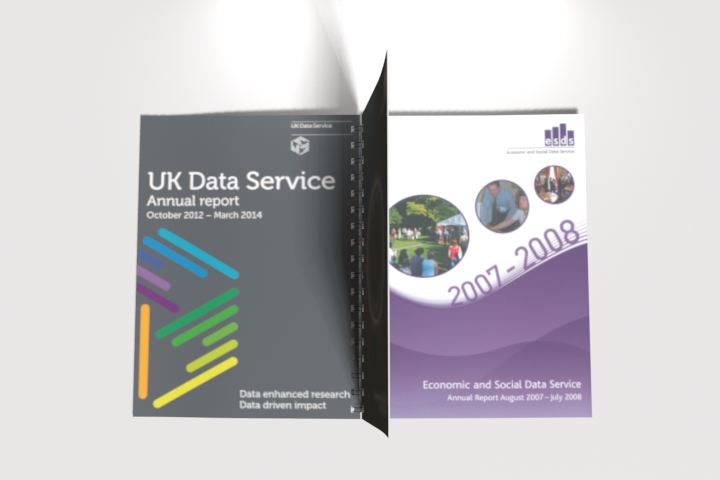 UK Data Service
UK Data Service
Annual report
October 2012 – March 2014
Data enhanced research
Data driven impact
esds
Economic and Social Data Service
2007-2008
Economic and Social Data Service
Annual Report August 2007 – July 2008